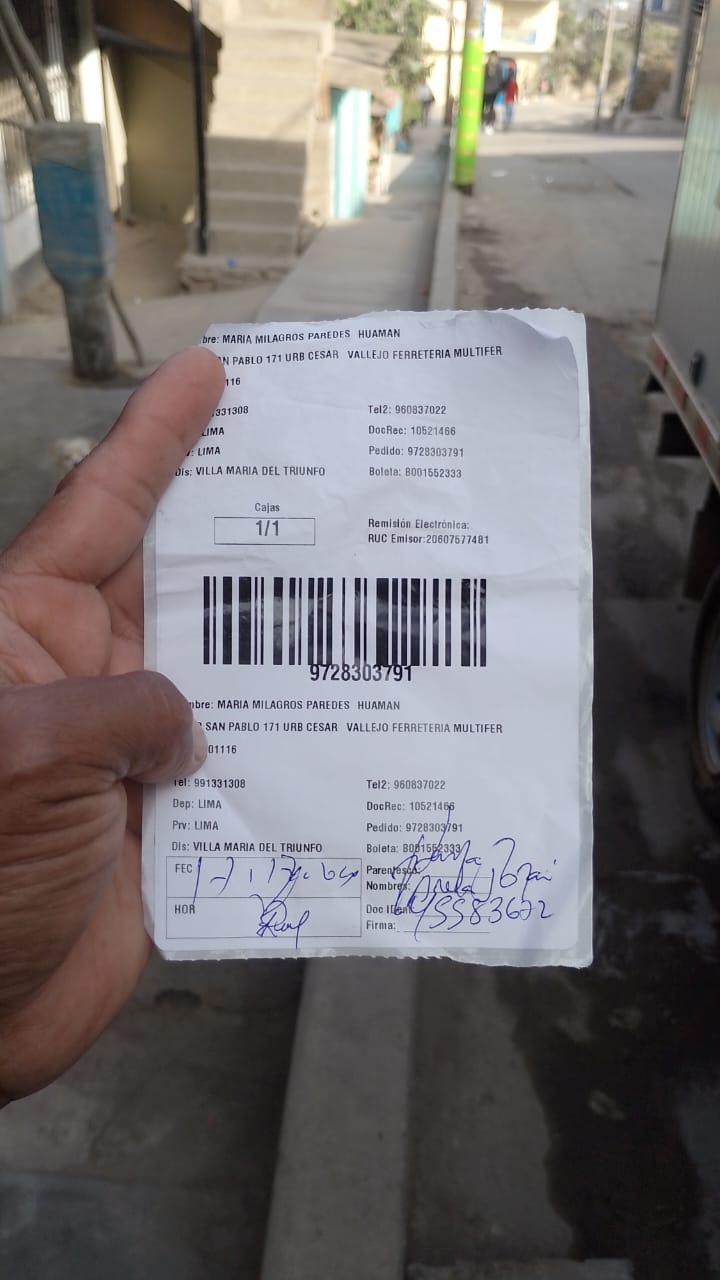 bre: MARIA MILAGROS PAREDES HUAMAN
SAN PABLO 171 URB CESAR VALLEJO FERRETERIA MULTIFER
116
331308
Tel2: 960837022
LIMA
DocRec: 10521466
: LIMA
Pedido: 9728303791
Dis: VILLA MARIA DEL TRIUNFO
Boleta: B001552333
Cajas
1/1
Remisión Electrónica:
RUC Emisor:20607577481
9728303791
bre: MARIA MILAGROS PAREDES HUAMAN
SAN PABLO 171 URB CESAR VALLEJO FERRETERIA MULTIFER
01116
Tel: 991331308
Tel2: 960837022
Dep: LIMA
DocRec: 10521466
Prv: LIMA
Pedido: 9728303791
Dis: VILLA MARIA DEL TRIUNFO
Boleta: B001552333
FEC
Parentesco:
Nombres:
HOR
Doc Iden:
45583672
Firma: